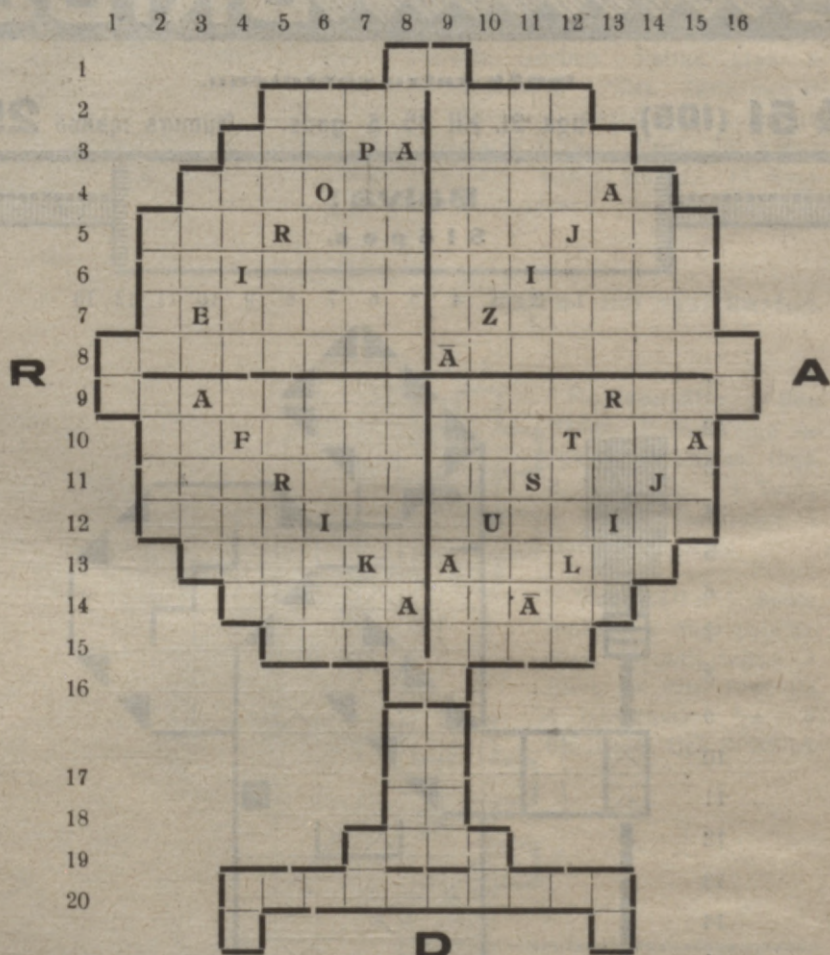 1 2 3 4 5 6 7 8 9 10 11 12 13 14 15 16
1
2
3 P A
4 O A
5 R J
6 I I
7 E Z
R 8 Ā A
9 A R
10 F T A
11 R S J
12 I U I
13 K A L
14 A Ā
15
16
17
18
19
20
D